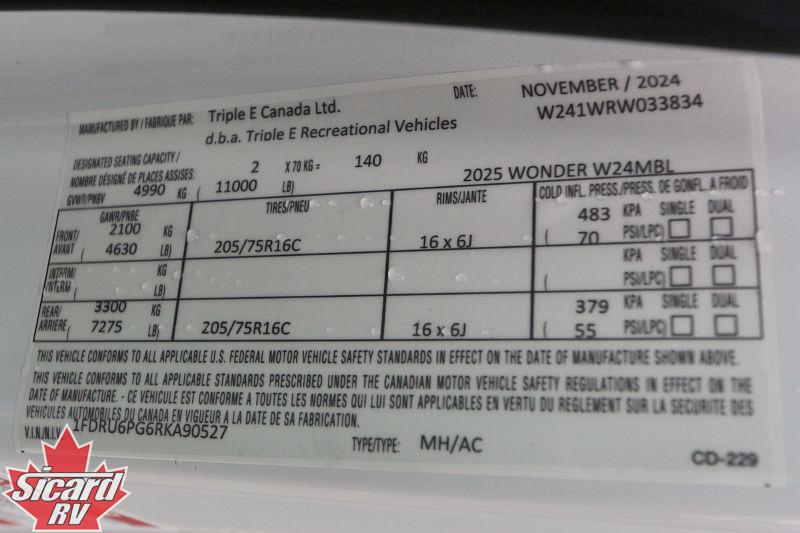 MANUFACTURED BY / FABRIQUE PAR: Triple E Canada Ltd. DATE: NOVEMBER / 2024
d.b.a. Triple E Recreational Vehicles W241WRW033834
DESIGNATED SEATING CAPACITY /
NOMBRE DÉSIGNÉ DE PLACES ASSISES: 2 X 70 KG = 140 KG
GVWR/PNBV 4990 KG ( 11000 LB) 2025 WONDER W24MBL
GAWR/PNBE TIRES/PNEU RIMS/JANTE COLD INFL. PRESS/PRESS. DE GONFL. A FROID
FRONT/ 2100 KG 483 KPA SINGLE DUAL
AVANT ( 4630 LB) 205/75R16C 16 x 6J ( 70 PSI/LPC)
INTERM/ KG KPA SINGLE DUAL
INTERM ( LB) ( PSI/LPC)
REAR/ 3300 KG 379 KPA SINGLE DUAL
ARRIÈRE ( 7275 LB) 205/75R16C 16 x 6J ( 55 PSI/LPC)
THIS VEHICLE CONFORMS TO ALL APPLICABLE U.S. FEDERAL MOTOR VEHICLE SAFETY STANDARDS IN EFFECT ON THE DATE OF MANUFACTURE SHOWN ABOVE.
THIS VEHICLE CONFORMS TO ALL APPLICABLE STANDARDS PRESCRIBED UNDER THE CANADIAN MOTOR VEHICLE SAFETY REGULATIONS IN EFFECT ON THE
DATE OF MANUFACTURE. - CE VEHICULE EST CONFORME A TOUTES LES NORMES QUI LUI SONT APPLICABLES EN VERTU DU REGLEMENT SUR LA SECURITE DES
VEHICULES AUTOMOBILES DU CANADA EN VIGUEUR A LA DATE DE SA FABRICATION.
V.I.N./N.I.V. 1FDRU6PG6RKA90527 TYPE/TYPE: MH/AC CD-229
Sicard
RV